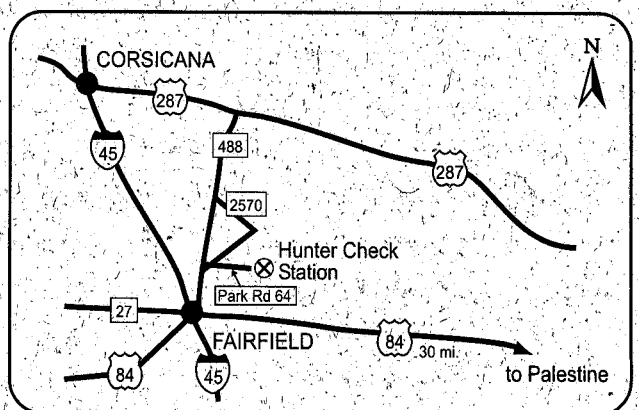 N
CORSICANA
287
45
488
287
2570
Hunter Check
Station
Park Rd 64
27
FAIRFIELD
84
30 mi.
84
45
to Palestine